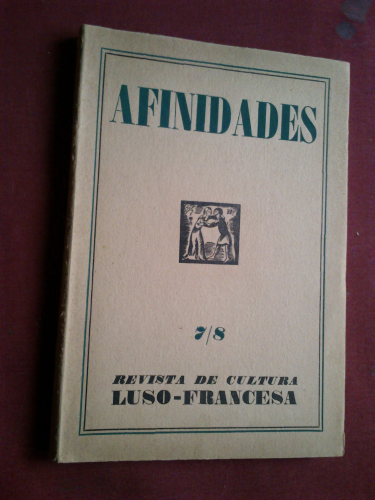 AFINIDADES
7/8
REVISTA DE CULTURA
LUSO-FRANCESA